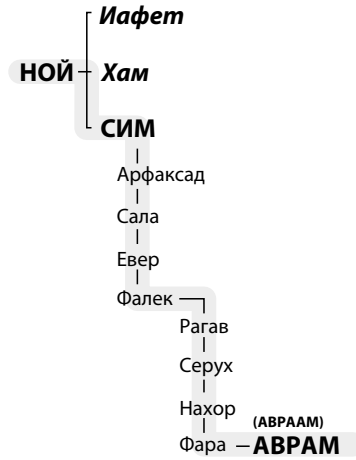 Иафет
НОЙ Хам
СИМ
Арфаксад
Сала
Евер
Фалек
Рагав
Серух
Нахор
(АВРААМ)
Фара АВРАМ